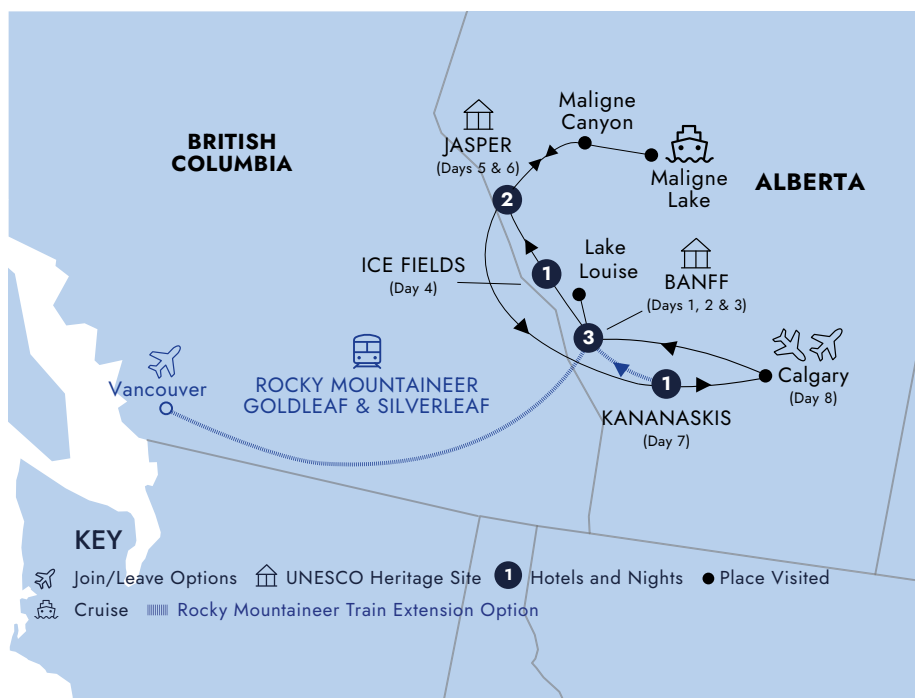 BRITISH
COLUMBIA
JASPER
(Days 5 & 6)
2
Maligne
Canyon
Maligne
Lake
ALBERTA
ICE FIELDS
(Day 4)
1
Lake
Louise
BANFF
(Days 1, 2 & 3)
3
Vancouver
ROCKY MOUNTAINEER
GOLDLEAF & SILVERLEAF
1
KANANASKIS
(Day 7)
Calgary
(Day 8)
KEY
Join/Leave Options UNESCO Heritage Site 1 Hotels and Nights Place Visited
Cruise Rocky Mountaineer Train Extension Option